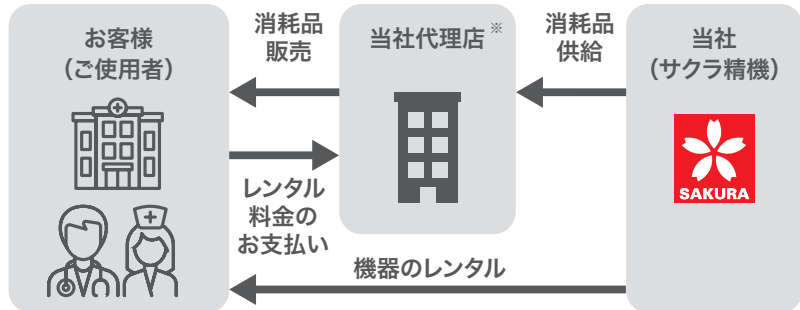 お客様
（ご使用者）
消耗品
販売
当社代理店※
消耗品
供給
当社
（サクラ精機）
SAKURA
レンタル
料金の
お支払い
機器のレンタル